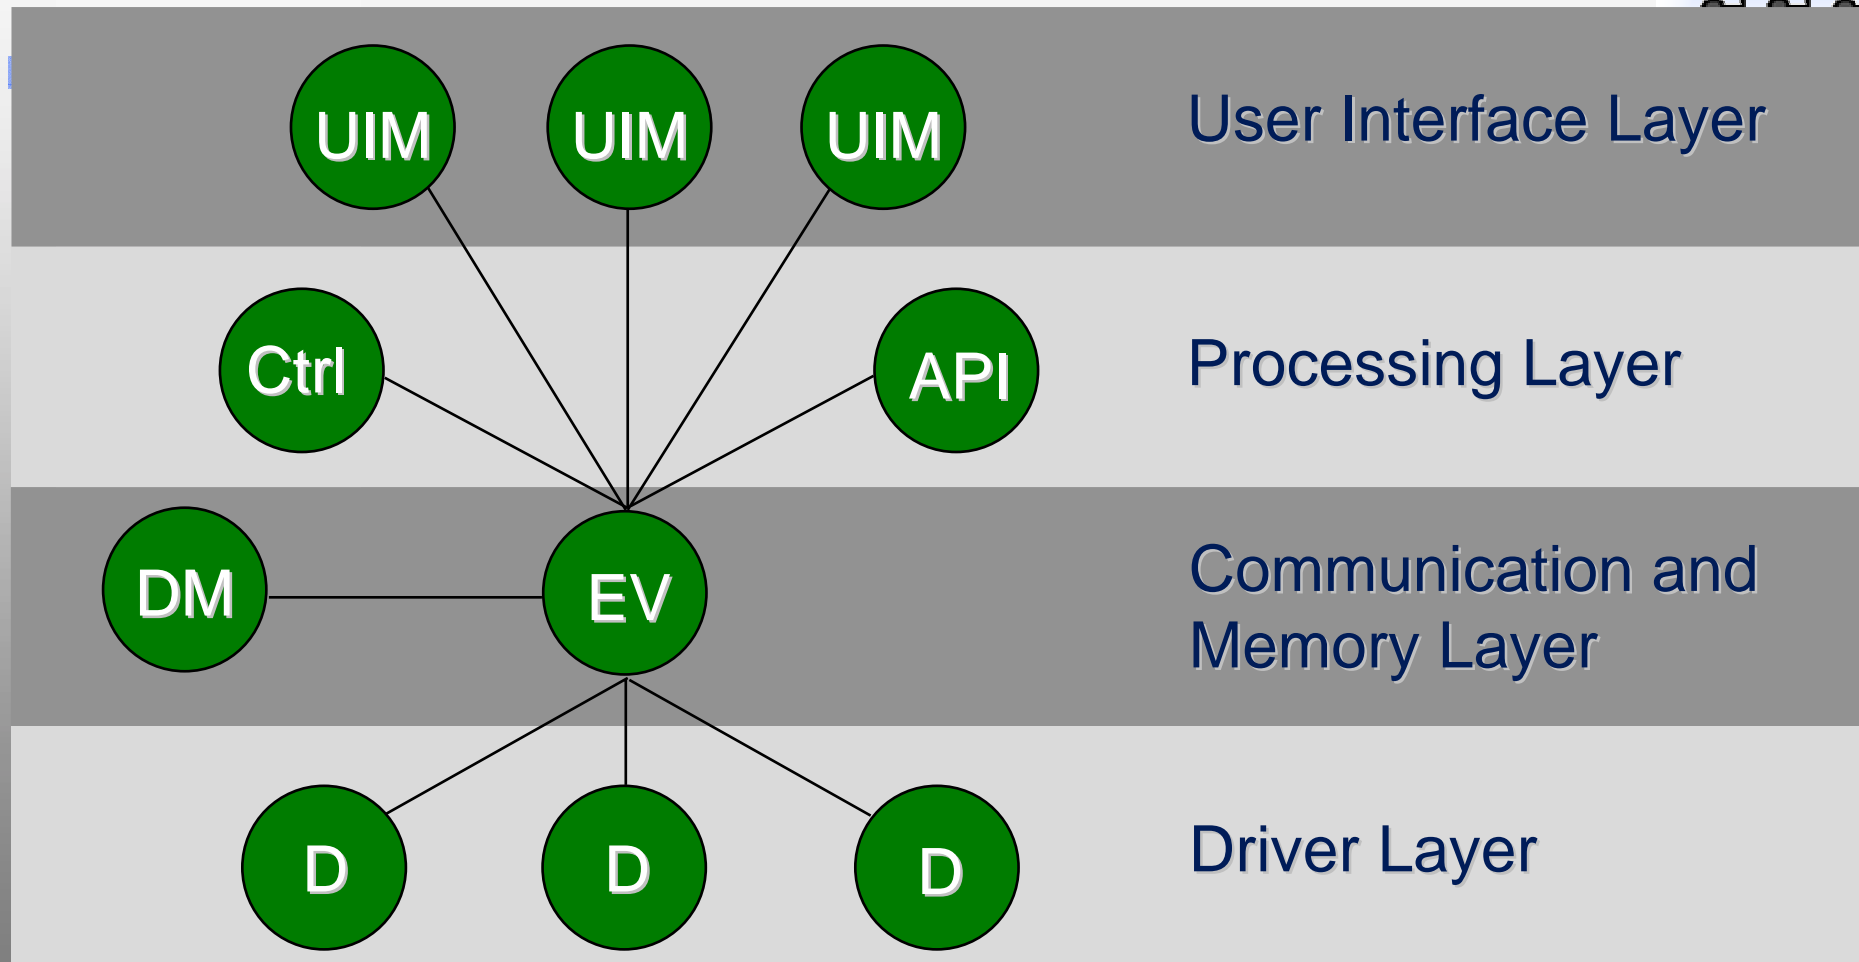 UIM UIM UIM User Interface Layer
Ctrl API Processing Layer
DM EV Communication and
Memory Layer
D D D Driver Layer